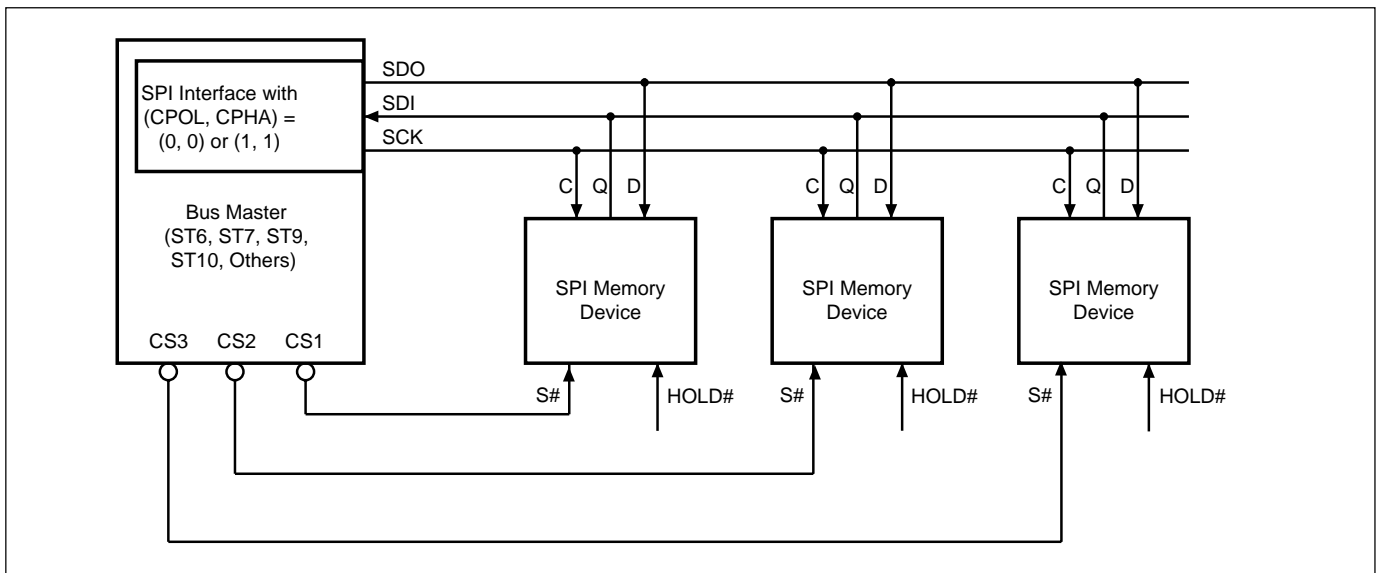 SDO
SPI Interface with
(CPOL, CPHA) =
(0, 0) or (1, 1)
SDI
SCK
C Q D
C Q D
C Q D
Bus Master
(ST6, ST7, ST9,
ST10, Others)
SPI Memory
Device
SPI Memory
Device
SPI Memory
Device
CS3 CS2 CS1
S# HOLD#
S# HOLD#
S# HOLD#